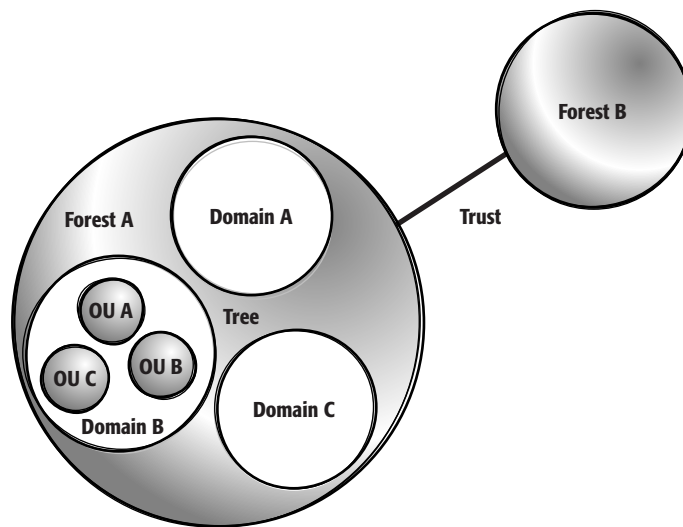 Forest B
Forest A
Domain A
Trust
OU A
Tree
OU B
OU C
Domain C
Domain B